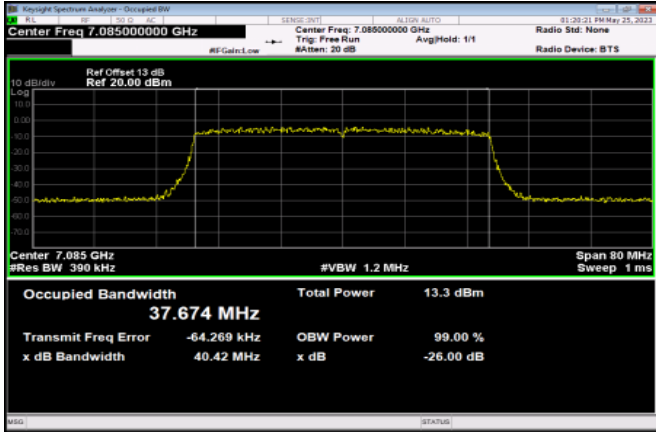 Keysight Spectrum Analyzer - Occupied BW
RL RF 50 Ω AC SENSE:INT ALIGN AUTO 01:20:21 PM May 25, 2023
Center Freq 7.085000000 GHz Center Freq: 7.085000000 GHz Radio Std: None
Trig: Free Run Avg|Hold: 1/1
#IFGain:Low #Atten: 20 dB Radio Device: BTS
Ref Offset 13 dB
10 dB/div Ref 20.00 dBm
Log
10.0
0.00
-10.0
-20.0
-30.0
-40.0
-50.0
-60.0
-70.0
Center 7.085 GHz Span 80 MHz
#Res BW 390 kHz #VBW 1.2 MHz Sweep 1 ms
Occupied Bandwidth Total Power 13.3 dBm
37.674 MHz
Transmit Freq Error -64.269 kHz OBW Power 99.00 %
x dB Bandwidth 40.42 MHz x dB -26.00 dB
MSG STATUS